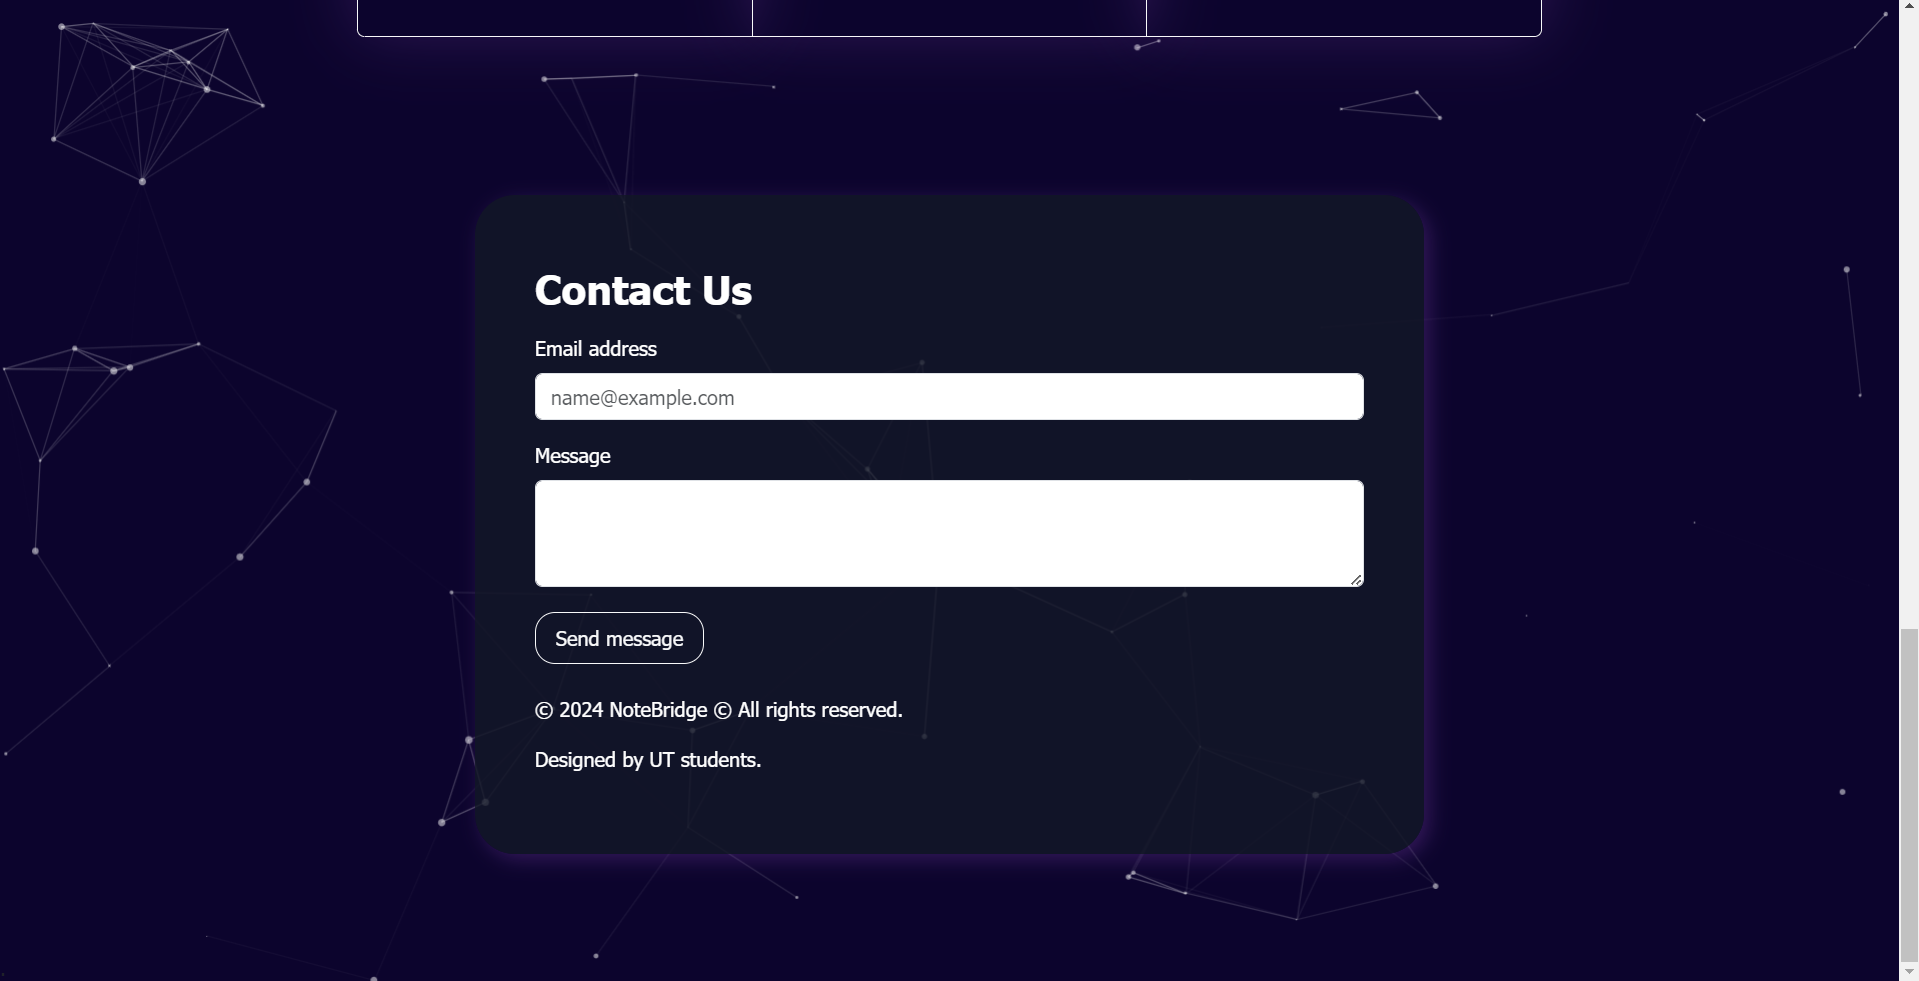 Contact Us
Email address
name@example.com
Message
Send message
© 2024 NoteBridge © All rights reserved.
Designed by UT students.